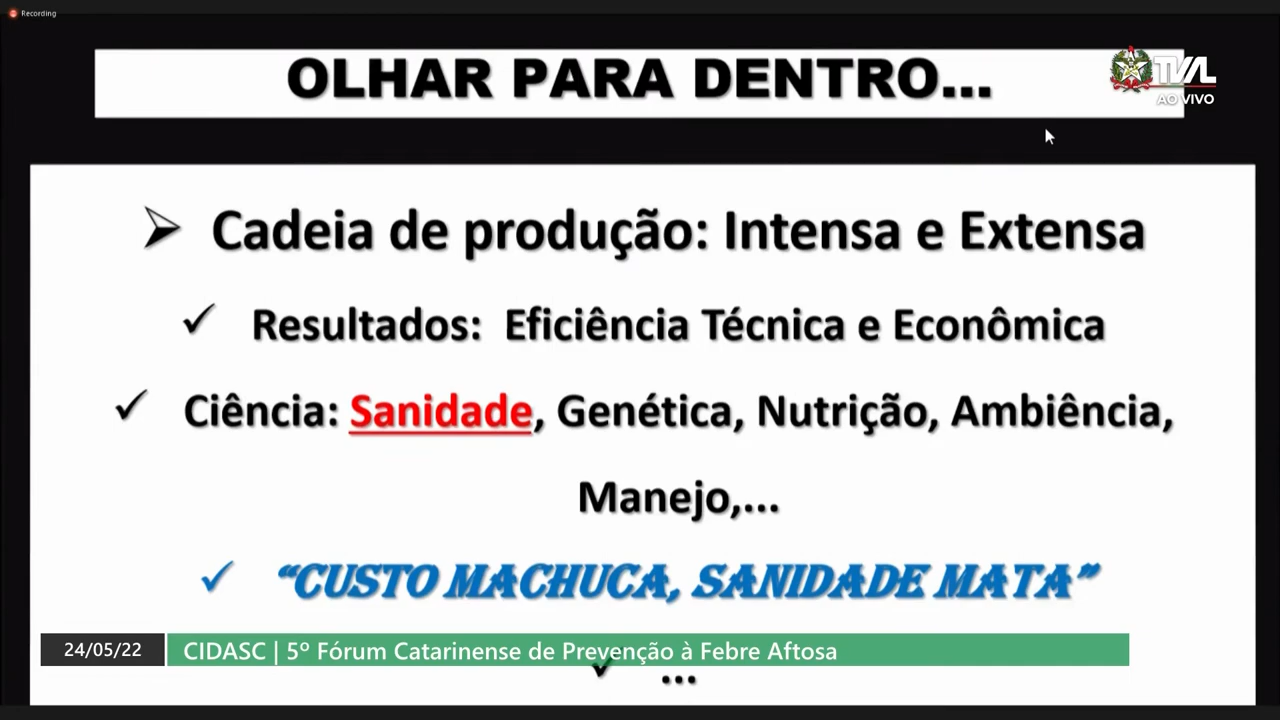 Recording
OLHAR PARA DENTRO...
TVAL
AO VIVO
Cadeia de produção: Intensa e Extensa
Resultados: Eficiência Técnica e Econômica
Ciência: Sanidade, Genética, Nutrição, Ambiência,
Manejo,...
“CUSTO MACHUCA, SANIDADE MATA”
24/05/22 CIDASC | 5º Fórum Catarinense de Prevenção à Febre Aftosa
...